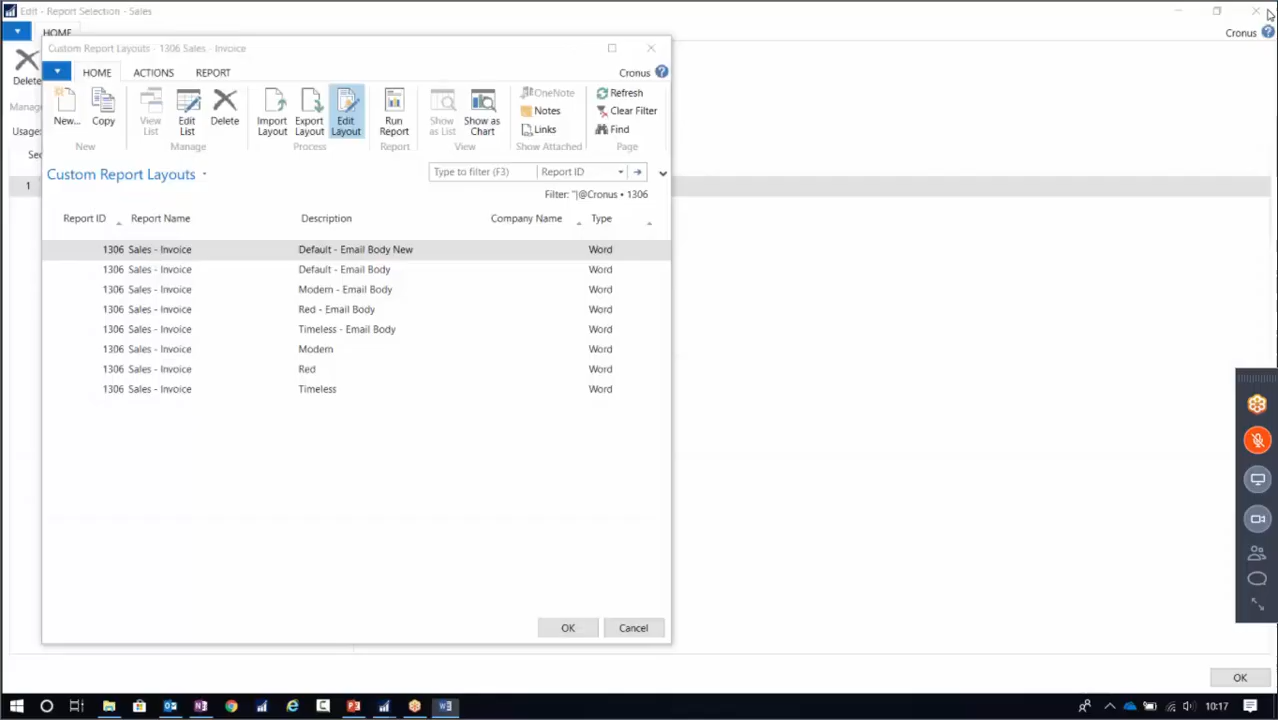 Edit - Report Selection - Sales
HOME
Cronus
Delete
Custom Report Layouts - 1306 Sales - Invoice
HOME ACTIONS REPORT
Cronus
New... Copy View List Edit List Delete Import Layout Export Layout Edit Layout Run Report Show as List Show as Chart
OneNote Refresh
Notes Clear Filter
Links Find
New Manage Process Report View Show Attached Page
Custom Report Layouts
Type to filter (F3) Report ID
Filter: ''|@Cronus • 1306
Report ID Report Name Description Company Name Type
1306 Sales - Invoice Default - Email Body New Word
1306 Sales - Invoice Default - Email Body Word
1306 Sales - Invoice Modern - Email Body Word
1306 Sales - Invoice Red - Email Body Word
1306 Sales - Invoice Timeless - Email Body Word
1306 Sales - Invoice Modern Word
1306 Sales - Invoice Red Word
1306 Sales - Invoice Timeless Word
1
OK Cancel
OK
10:17